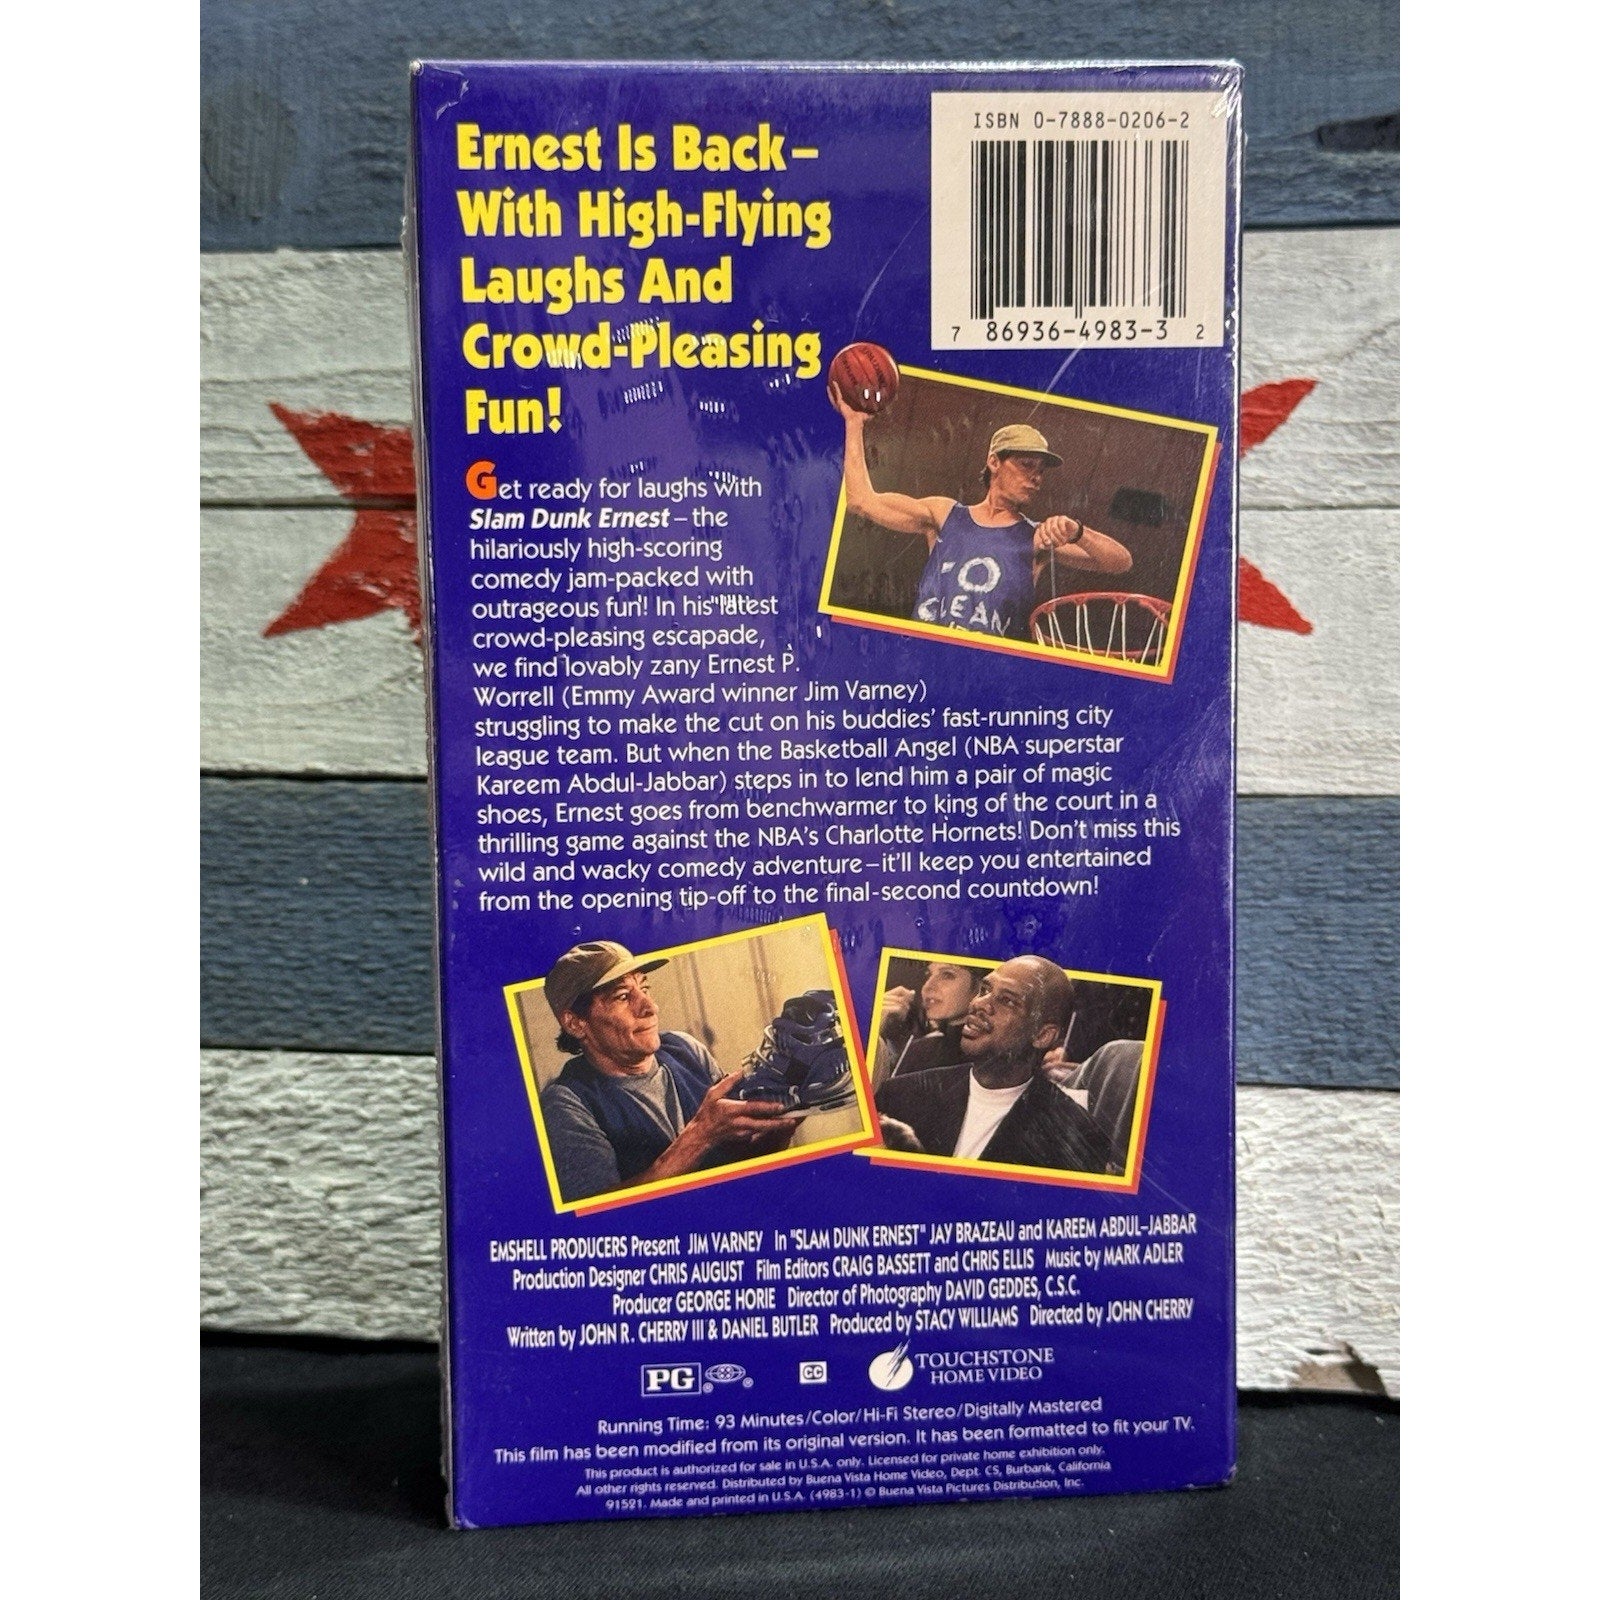 Ernest Is Back –
With High-Flying
Laughs And
Crowd-Pleasing
Fun!
ISBN 0-7888-0206-2
7 86936-4983-3 2
Get ready for laughs with
Slam Dunk Ernest – the
hilariously high-scoring
comedy jam-packed with
outrageous fun! In his latest
crowd-pleasing escapade,
we find lovably zany Ernest P.
Worrell (Emmy Award winner Jim Varney)
struggling to make the cut on his buddies' fast-running city
league team. But when the Basketball Angel (NBA superstar
Kareem Abdul-Jabbar) steps in to lend him a pair of magic
shoes, Ernest goes from benchwarmer to king of the court in a
thrilling game against the NBA's Charlotte Hornets! Don't miss this
wild and wacky comedy adventure – it'll keep you entertained
from the opening tip-off to the final-second countdown!
CLEAN
EMSHELL PRODUCERS Present JIM VARNEY In "SLAM DUNK ERNEST" JAY BRAZEAU and KAREEM ABDUL-JABBAR
Production Designer CHRIS AUGUST Film Editors CRAIG BASSETT and CHRIS ELLIS Music by MARK ADLER
Producer GEORGE HORIE Director of Photography DAVID GEDDES, C.S.C.
Written by JOHN R. CHERRY III & DANIEL BUTLER Produced by STACY WILLIAMS Directed by JOHN CHERRY
PG ® ® CC TOUCHSTONE
HOME VIDEO
Running Time: 93 Minutes/Color/Hi-Fi Stereo/Digitally Mastered
This film has been modified from its original version. It has been formatted to fit your TV.
This product is authorized for sale in U.S.A. only. Licensed for private home exhibition only.
All other rights reserved. Distributed by Buena Vista Home Video, Dept. CS, Burbank, California
91521. Made and printed in U.S.A. (4983-1) © Buena Vista Pictures Distribution, Inc.